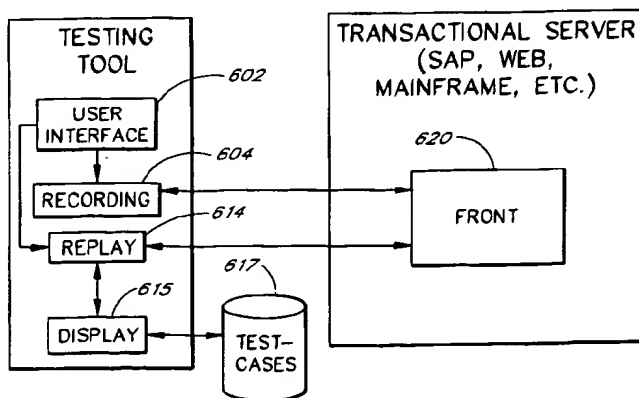 TESTING
TOOL
602
USER
INTERFACE
604
RECORDING
614
REPLAY
615
DISPLAY
617
TEST-
CASES
TRANSACTIONAL SERVER
(SAP, WEB,
MAINFRAME, ETC.)
620
FRONT